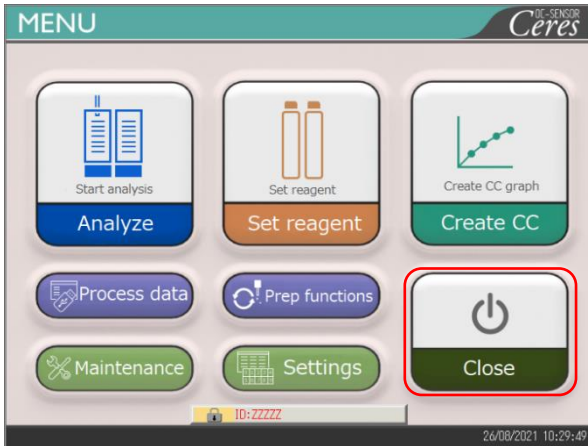 MENU
OC-SENSOR
Ceres
Start analysis
Set reagent
Create CC graph
Analyze
Set reagent
Create CC
Process data
Prep functions
Maintenance
Settings
Close
ID:ZZZZZ
26/08/2021 10:29:49